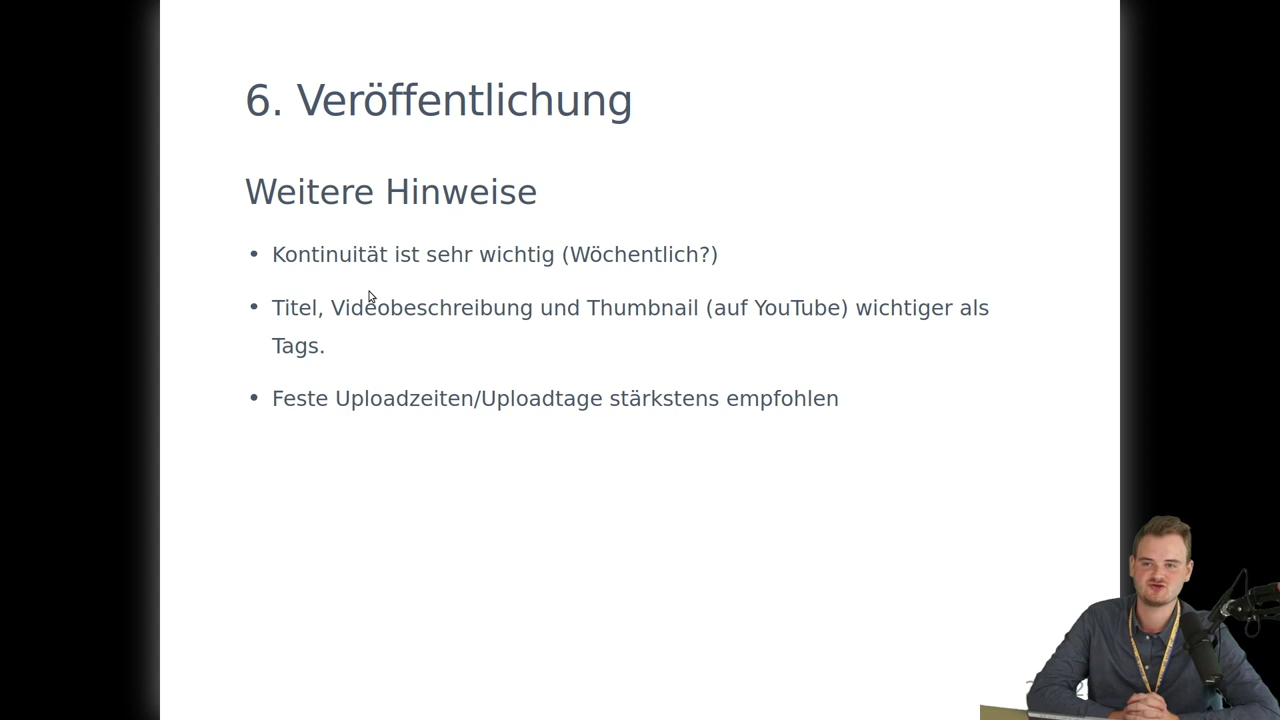 6. Veröffentlichung
Weitere Hinweise
• Kontinuität ist sehr wichtig (Wöchentlich?)
• Titel, Videobeschreibung und Thumbnail (auf YouTube) wichtiger als
Tags.
• Feste Uploadzeiten/Uploadtage stärkstens empfohlen